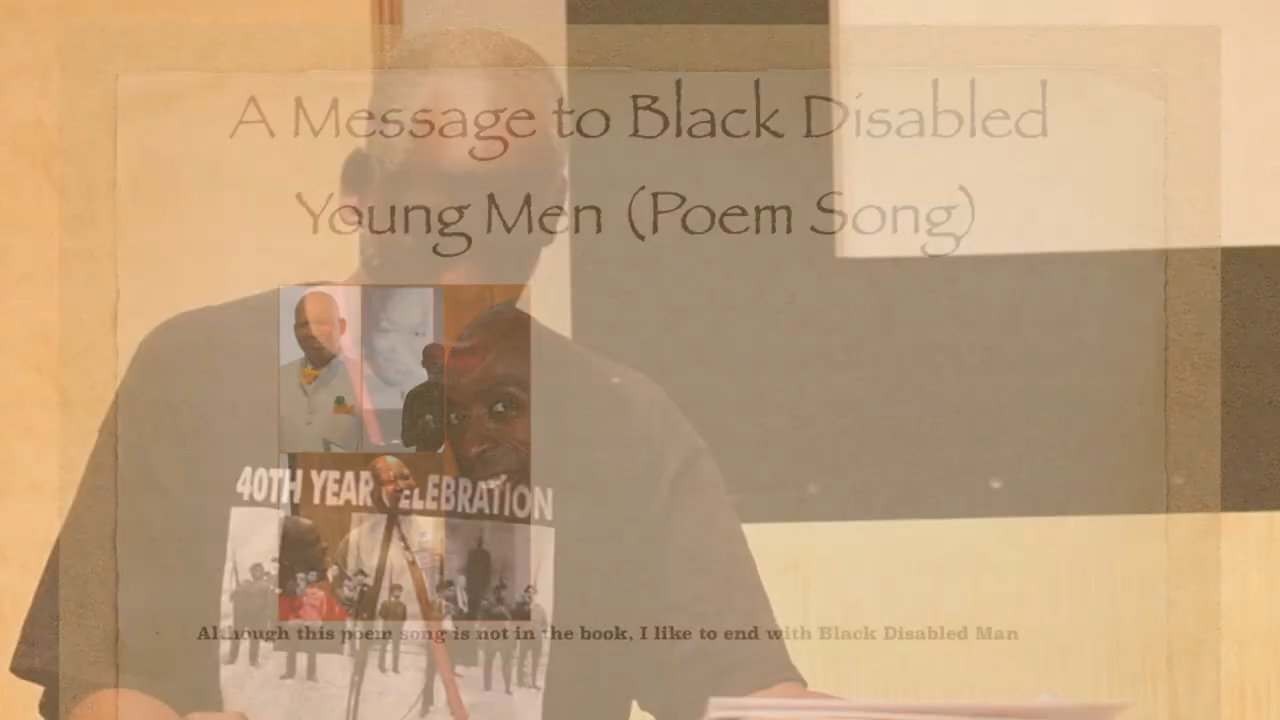 A Message to Black Disabled
Young Men (Poem Song)
40TH YEAR CELEBRATION
Although this poem song is not in the book, I like to end with Black Disabled Man